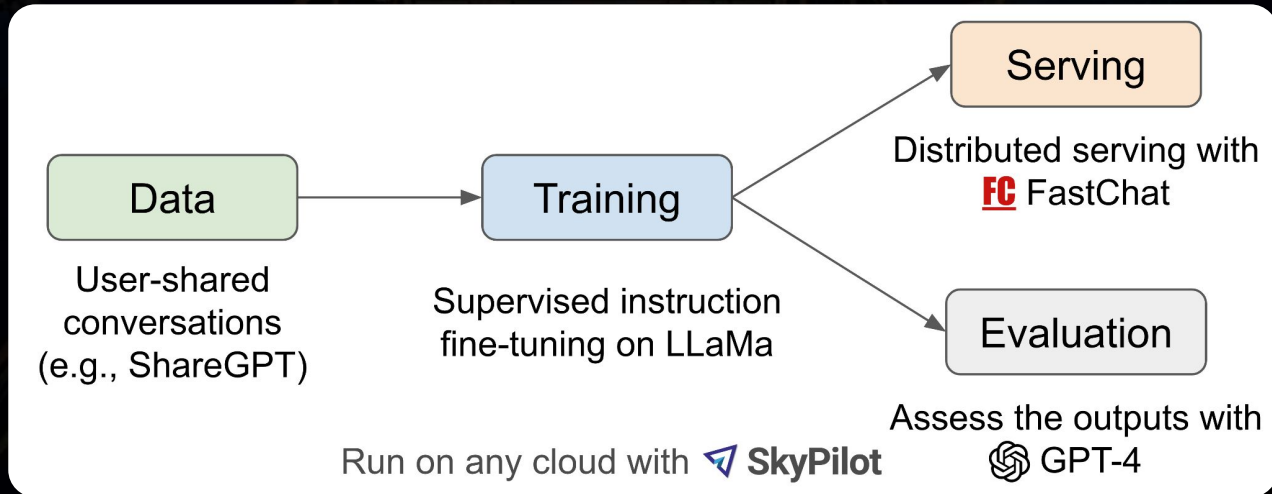 Data
User-shared
conversations
(e.g., ShareGPT)
Training
Supervised instruction
fine-tuning on LLaMa
Serving
Distributed serving with
FC FastChat
Evaluation
Assess the outputs with
GPT-4
Run on any cloud with SkyPilot